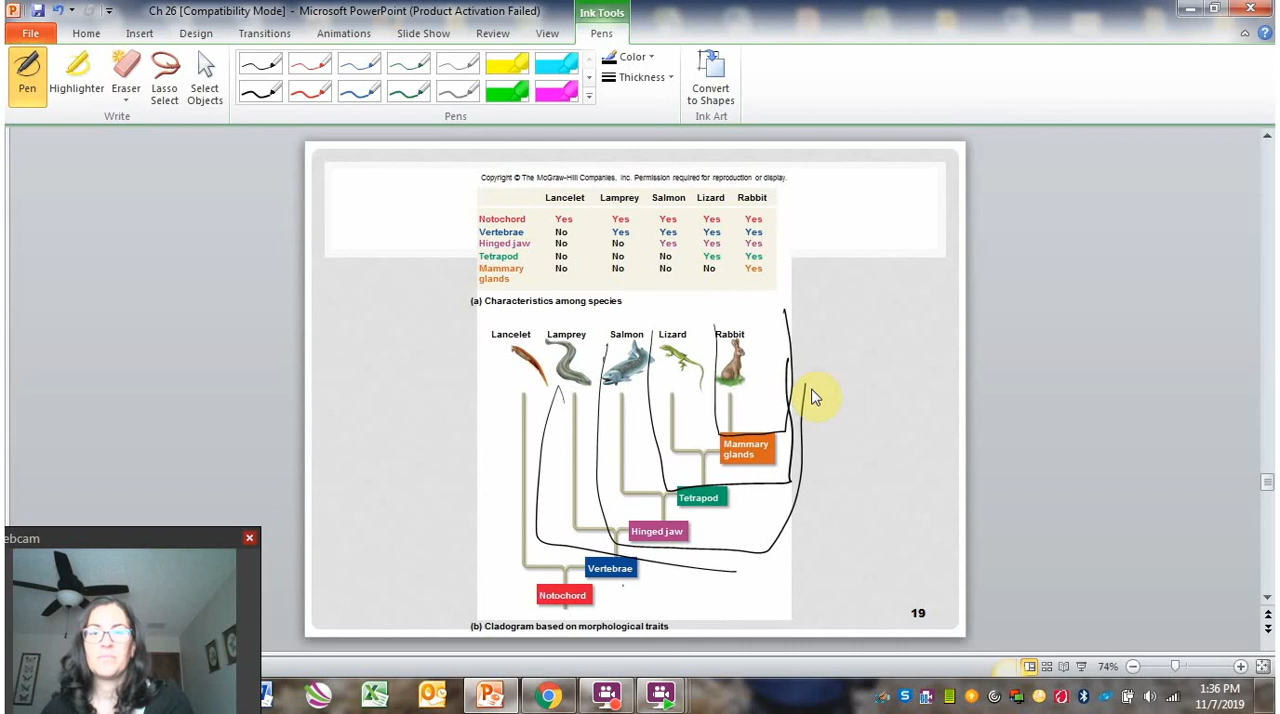 Ch 26 [Compatibility Mode] - Microsoft PowerPoint (Product Activation Failed)
Ink Tools
File Home Insert Design Transitions Animations Slide Show Review View Pens
Pen Highlighter Eraser Lasso Select Select Objects
Color
Thickness
Convert to Shapes
Write Pens Ink Art
Copyright © The McGraw-Hill Companies, Inc. Permission required for reproduction or display.
Lancelet Lamprey Salmon Lizard Rabbit
Notochord Yes Yes Yes Yes Yes
Vertebrae No Yes Yes Yes Yes
Hinged jaw No No Yes Yes Yes
Tetrapod No No No Yes Yes
Mammary No No No No Yes
glands
(a) Characteristics among species
Lancelet Lamprey Salmon Lizard Rabbit
Mammary
glands
Tetrapod
Hinged jaw
Vertebrae
Notochord
19
(b) Cladogram based on morphological traits
ebcam
74%
1:36 PM
11/7/2019